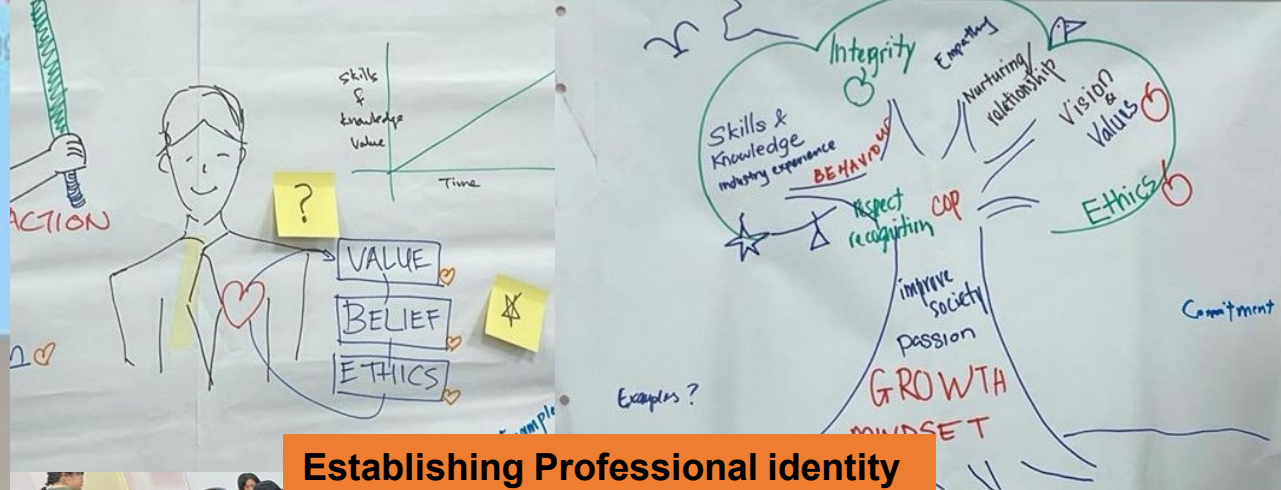 ACTION
Skills
&
knowledge
Value
Time
?
VALUE
BELIEF
ETHICS
Integrity
Empathy
Nurturing/
relationship
Vision
&
Values
Skills &
Knowledge
industry experience
BEHAVIOUR
Ethics
respect
recognition
COP
improve
society
passion
GROWTH
MINDSET
Commitment
Examples?
Establishing Professional identity